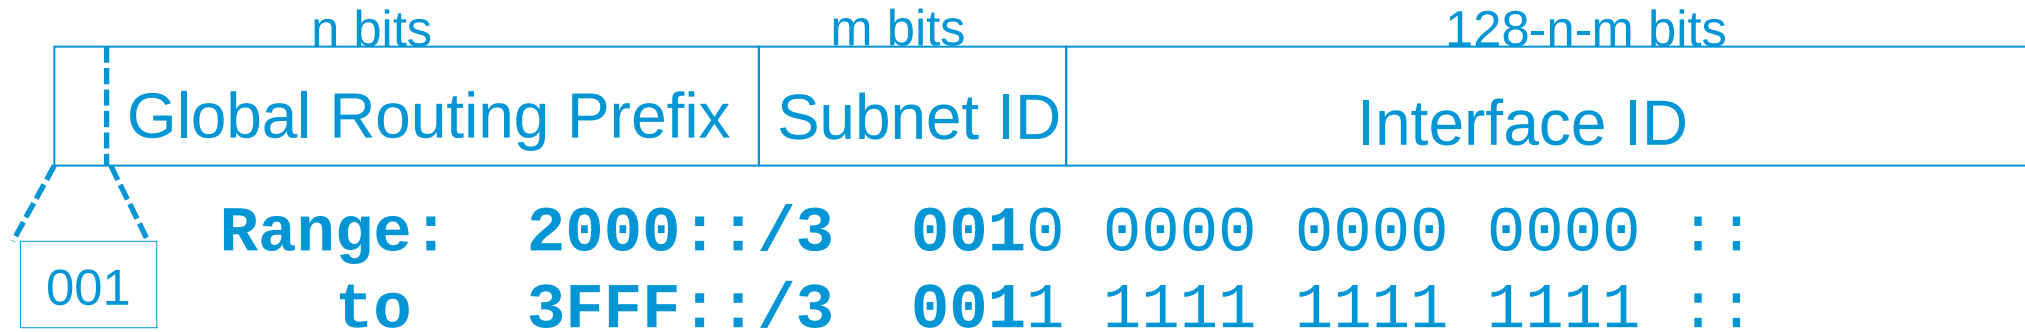 n bits m bits 128-n-m bits
Global Routing Prefix Subnet ID Interface ID
Range: 2000::/3 0010 0000 0000 0000 ::
001
to 3FFF::/3 0011 1111 1111 1111 ::